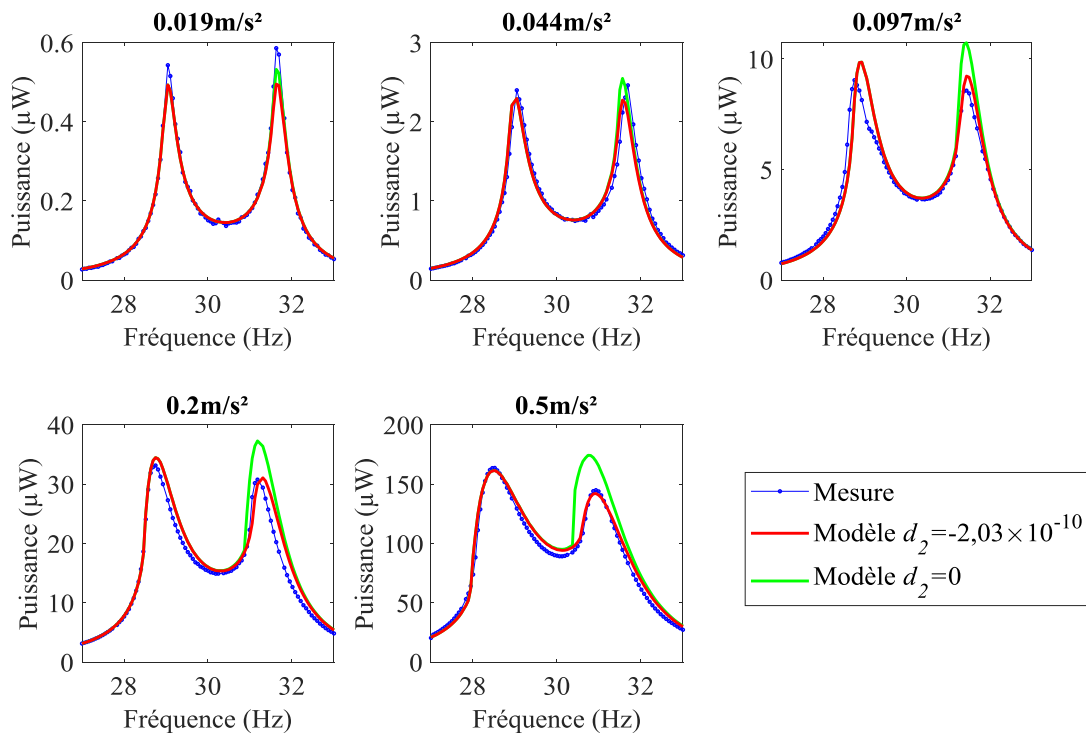 0.019m/s²
0.6
0.4
0.2
0
28 30 32
Puissance (µW)
Fréquence (Hz)
0.044m/s²
3
2
1
0
28 30 32
Puissance (µW)
Fréquence (Hz)
0.097m/s²
10
5
0
28 30 32
Puissance (µW)
Fréquence (Hz)
0.2m/s²
40
30
20
10
0
28 30 32
Puissance (µW)
Fréquence (Hz)
0.5m/s²
200
150
100
50
0
28 30 32
Puissance (µW)
Fréquence (Hz)
Mesure
Modèle d₂=-2,03×10⁻¹⁰
Modèle d₂=0